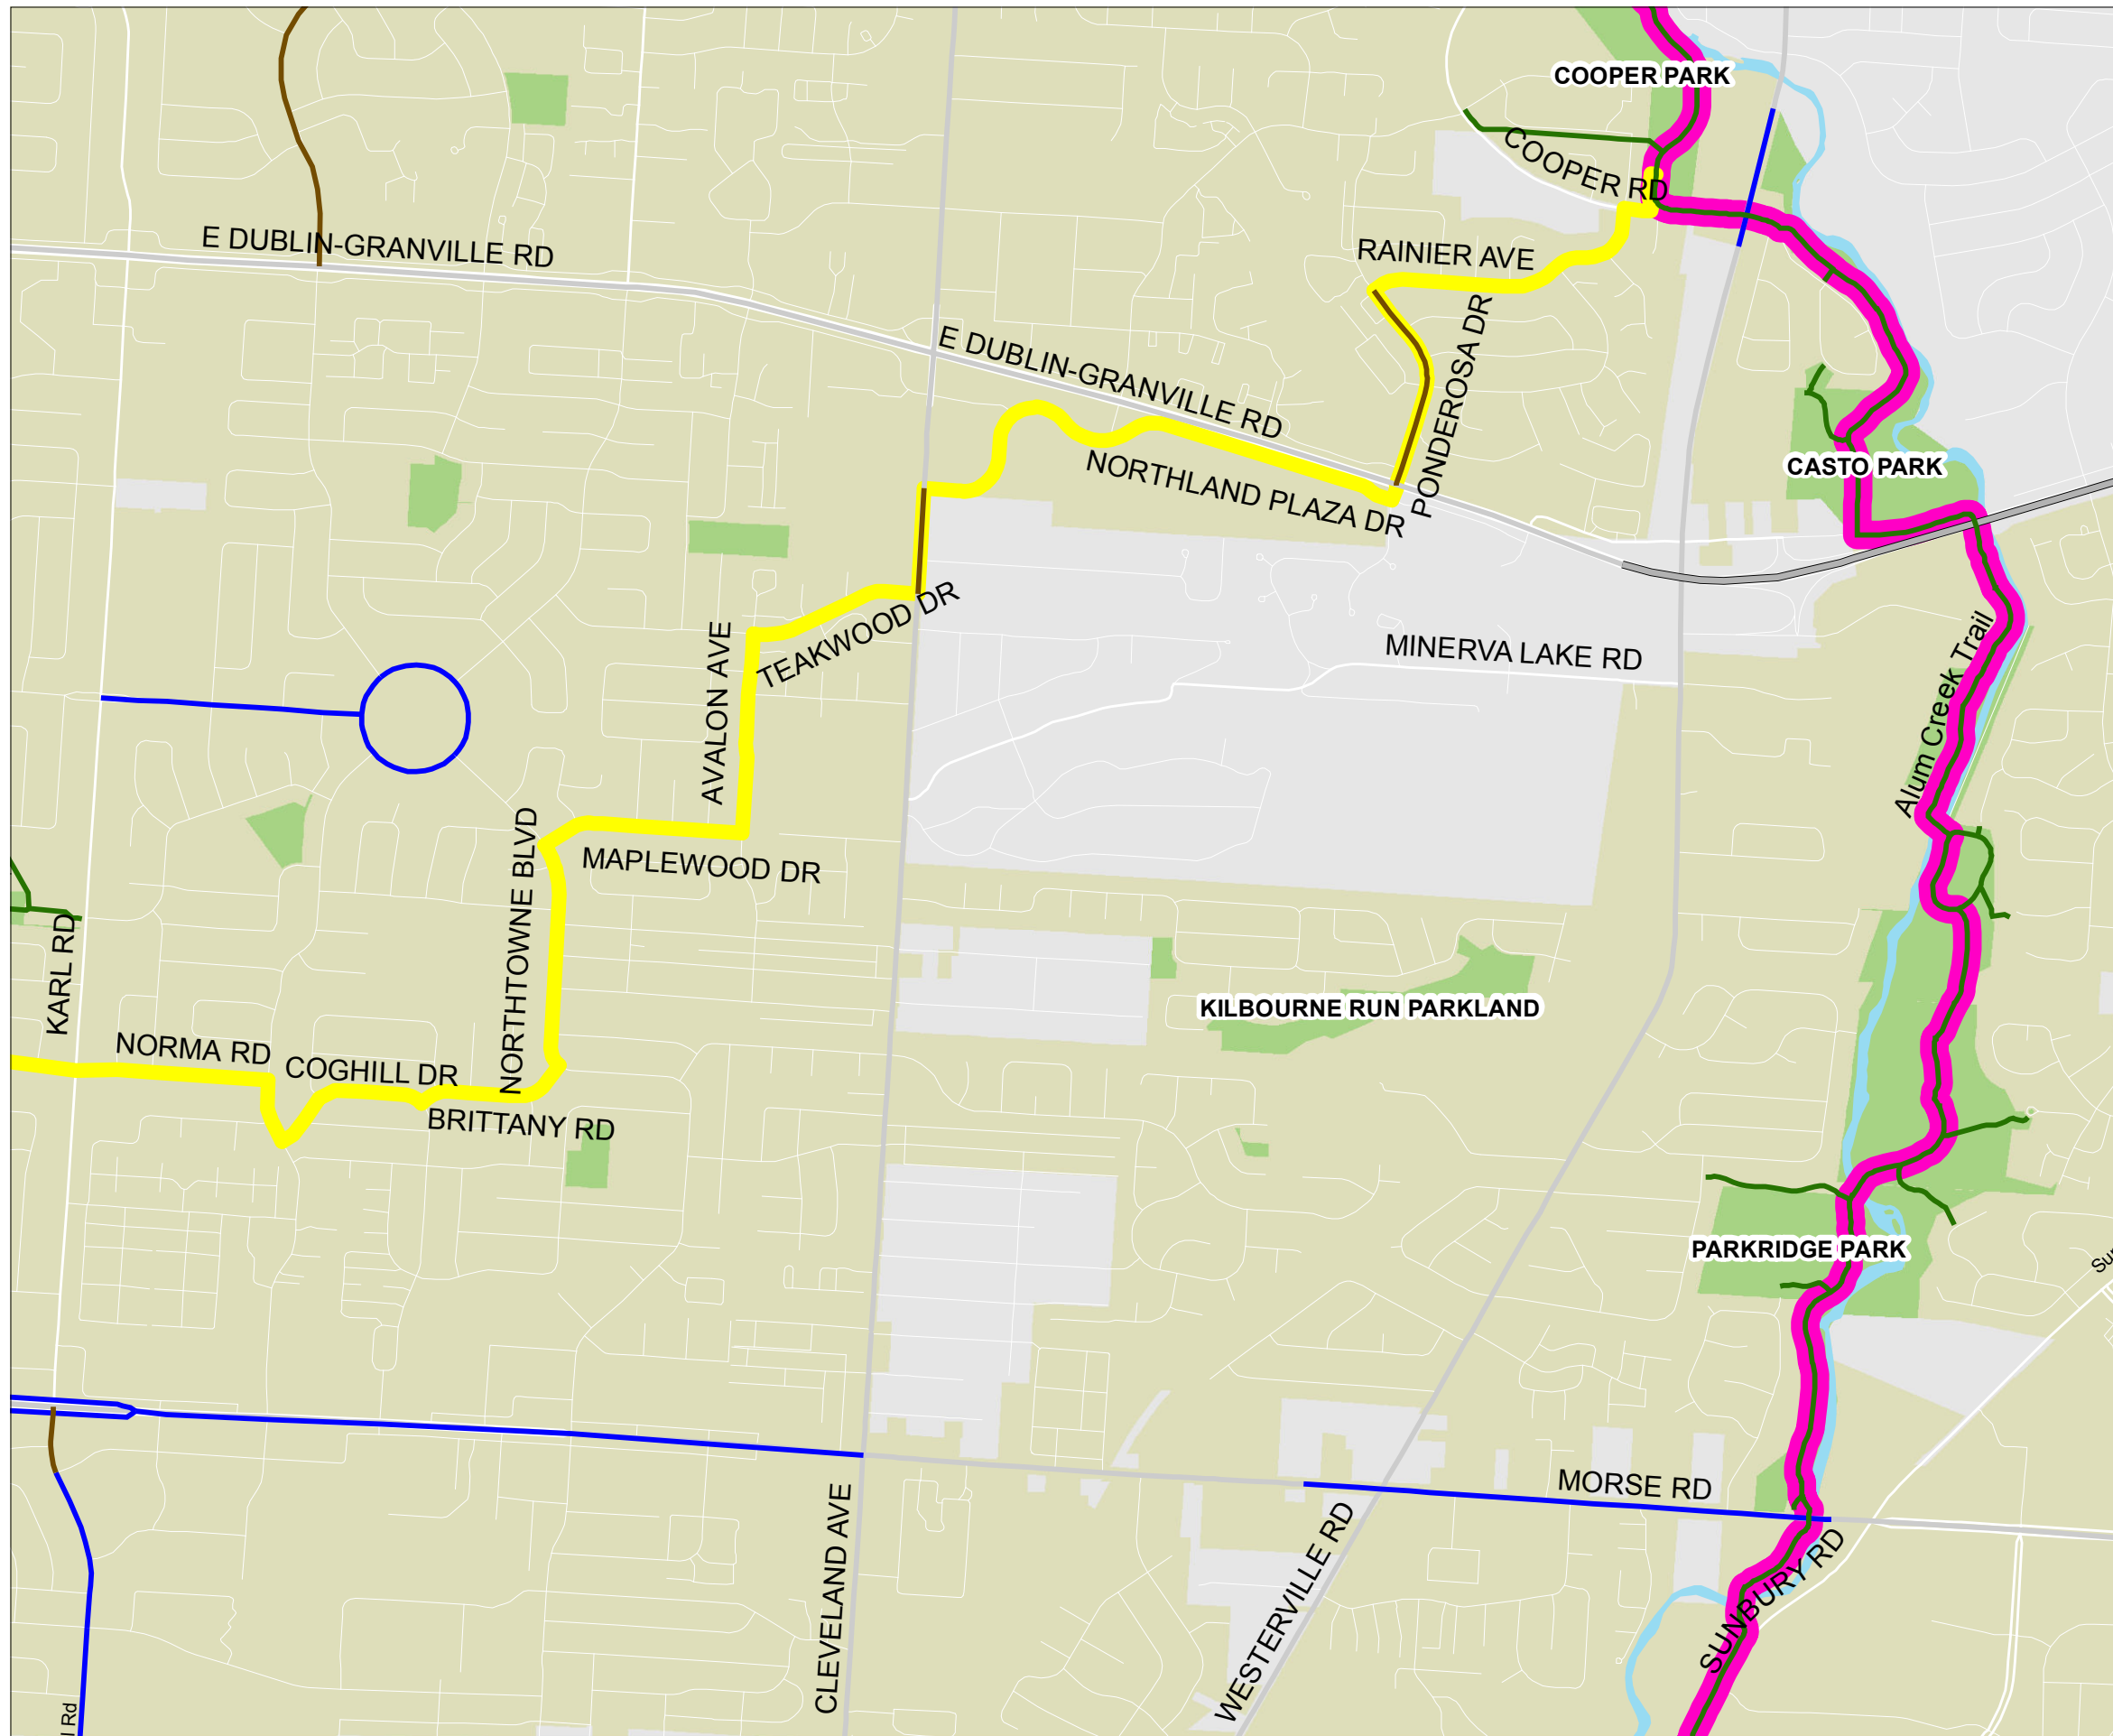 COOPER PARK
COOPER RD
E DUBLIN-GRANVILLE RD
RAINIER AVE
E DUBLIN-GRANVILLE RD
PONDEROSA DR
NORTHLAND PLAZA DR
CASTO PARK
TEAKWOOD DR
AVALON AVE
MINERVA LAKE RD
Alum Creek Trail
NORTHTOWNE BLVD
MAPLEWOOD DR
KARL RD
KILBOURNE RUN PARKLAND
NORMA RD
COGHILL DR
BRITTANY RD
PARKRIDGE PARK
Su
MORSE RD
CLEVELAND AVE
WESTERVILLE RD
SUNBURY RD
l Rd